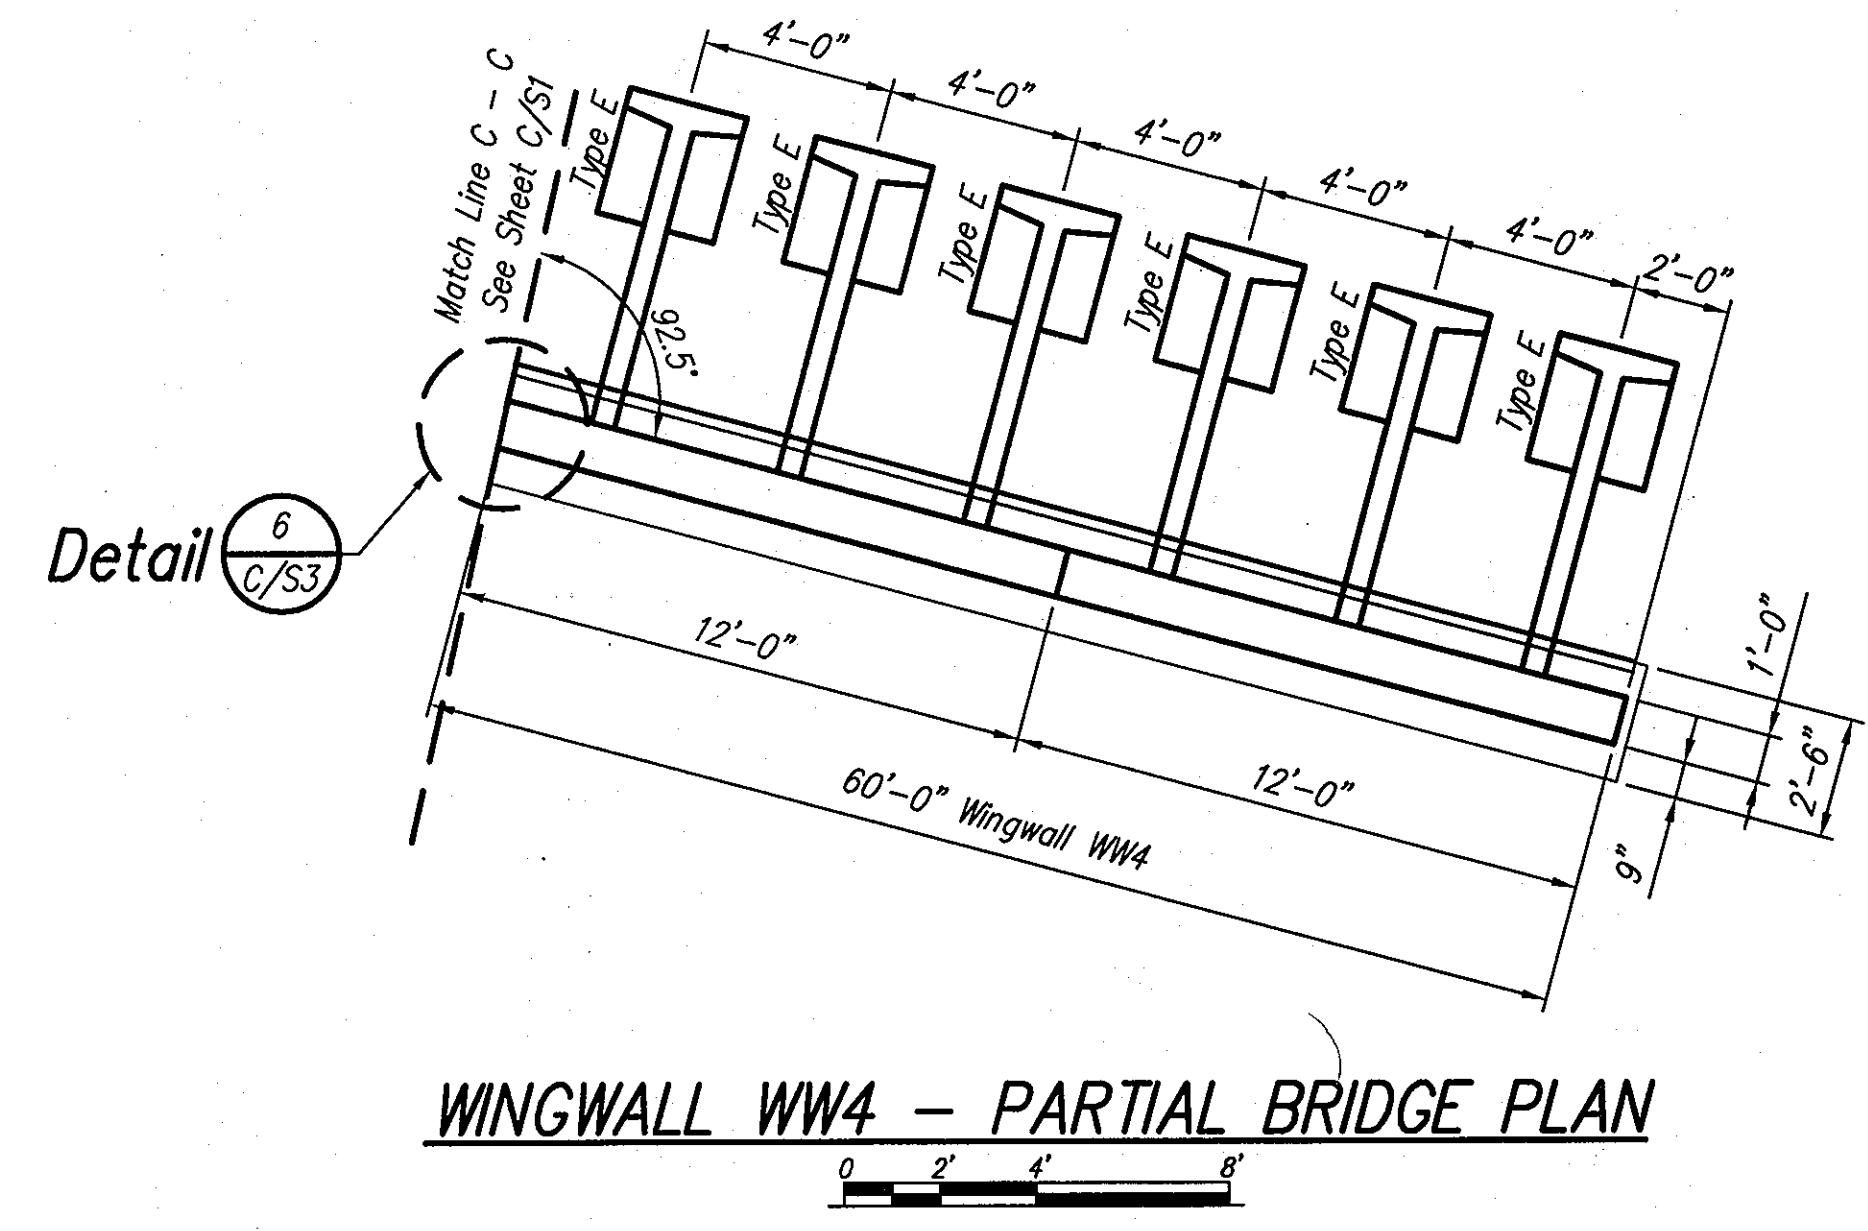 4'-0"
4'-0"
4'-0"
4'-0"
4'-0"
2'-0"
Match Line C - C
See Sheet C/S1
Type E
Type E
Type E
Type E
Type E
Type E
92.5°
Detail
6
C/S3
12'-0"
12'-0"
60'-0" Wingwall WW4
1'-0"
2'-6"
9"
WINGWALL WW4 - PARTIAL BRIDGE PLAN
0 2' 4' 8'